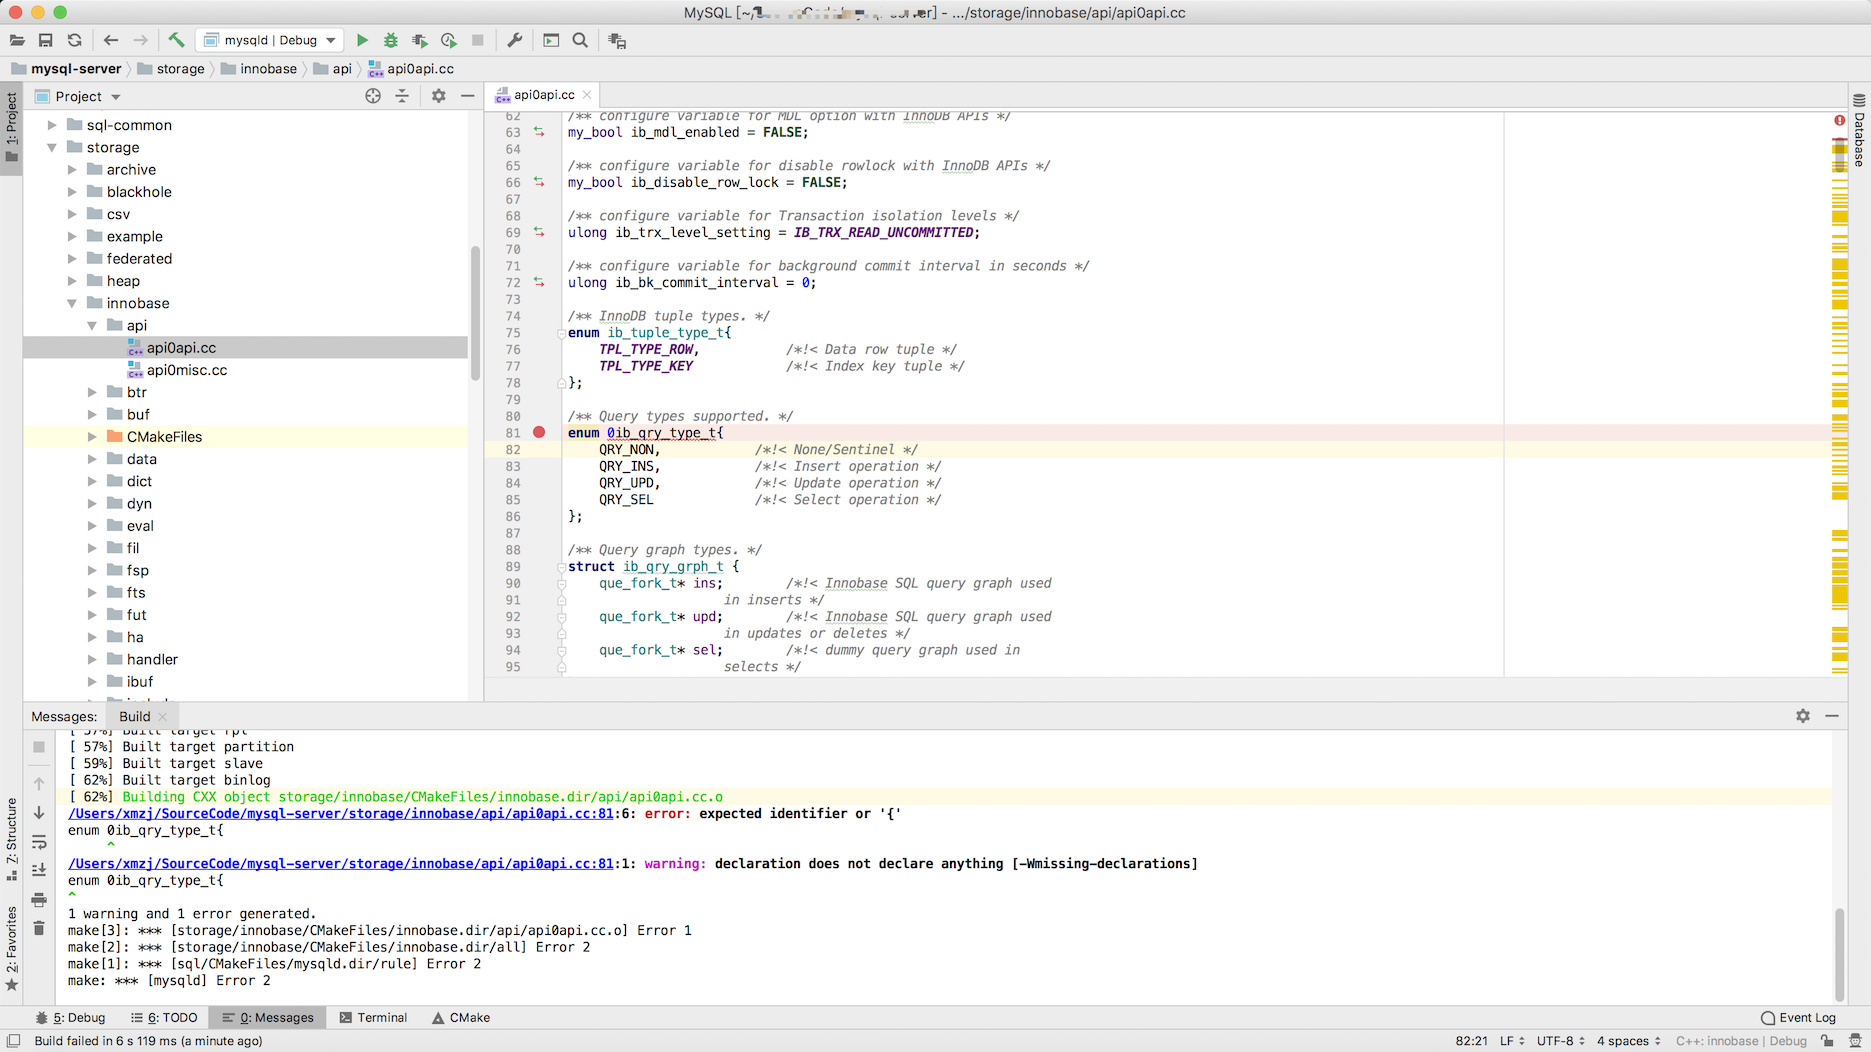 MySQL [~/ server] - .../storage/innobase/api/api0api.cc
mysqld | Debug
mysql-server
storage
innobase
api
api0api.cc
1: Project
Project
sql-common
storage
archive
blackhole
csv
example
federated
heap
innobase
api
api0api.cc
api0misc.cc
btr
buf
CMakeFiles
data
dict
dyn
eval
fil
fsp
fts
fut
ha
handler
ibuf
api0api.cc
62 /** configure variable for MDL option with InnoDB APIs */
63 my_bool ib_mdl_enabled = FALSE;
64
65 /** configure variable for disable rowlock with InnoDB APIs */
66 my_bool ib_disable_row_lock = FALSE;
67
68 /** configure variable for Transaction isolation levels */
69 ulong ib_trx_level_setting = IB_TRX_READ_UNCOMMITTED;
70
71 /** configure variable for background commit interval in seconds */
72 ulong ib_bk_commit_interval = 0;
73
74 /** InnoDB tuple types. */
75 enum ib_tuple_type_t{
76 TPL_TYPE_ROW, /*!< Data row tuple */
77 TPL_TYPE_KEY /*!< Index key tuple */
78 };
79
80 /** Query types supported. */
81 enum 0ib_qry_type_t{
82 QRY_NON, /*!< None/Sentinel */
83 QRY_INS, /*!< Insert operation */
84 QRY_UPD, /*!< Update operation */
85 QRY_SEL /*!< Select operation */
86 };
87
88 /** Query graph types. */
89 struct ib_qry_grph_t {
90 que_fork_t* ins; /*!< Innobase SQL query graph used
91 in inserts */
92 que_fork_t* upd; /*!< Innobase SQL query graph used
93 in updates or deletes */
94 que_fork_t* sel; /*!< dummy query graph used in
95 selects */
Database
Messages: Build
[ 57%] Built target rpl
[ 57%] Built target partition
[ 59%] Built target slave
[ 62%] Built target binlog
[ 62%] Building CXX object storage/innobase/CMakeFiles/innobase.dir/api/api0api.cc.o
/Users/xmzj/SourceCode/mysql-server/storage/innobase/api/api0api.cc:81:6: error: expected identifier or '{'
enum 0ib_qry_type_t{
^
/Users/xmzj/SourceCode/mysql-server/storage/innobase/api/api0api.cc:81:1: warning: declaration does not declare anything [-Wmissing-declarations]
enum 0ib_qry_type_t{
^
1 warning and 1 error generated.
make[3]: *** [storage/innobase/CMakeFiles/innobase.dir/api/api0api.cc.o] Error 1
make[2]: *** [storage/innobase/CMakeFiles/innobase.dir/all] Error 2
make[1]: *** [sql/CMakeFiles/mysqld.dir/rule] Error 2
make: *** [mysqld] Error 2
7: Structure
2: Favorites
5: Debug
6: TODO
0: Messages
Terminal
CMake
Event Log
Build failed in 6 s 119 ms (a minute ago)
82:21 LF UTF-8 4 spaces C++: innobase | Debug